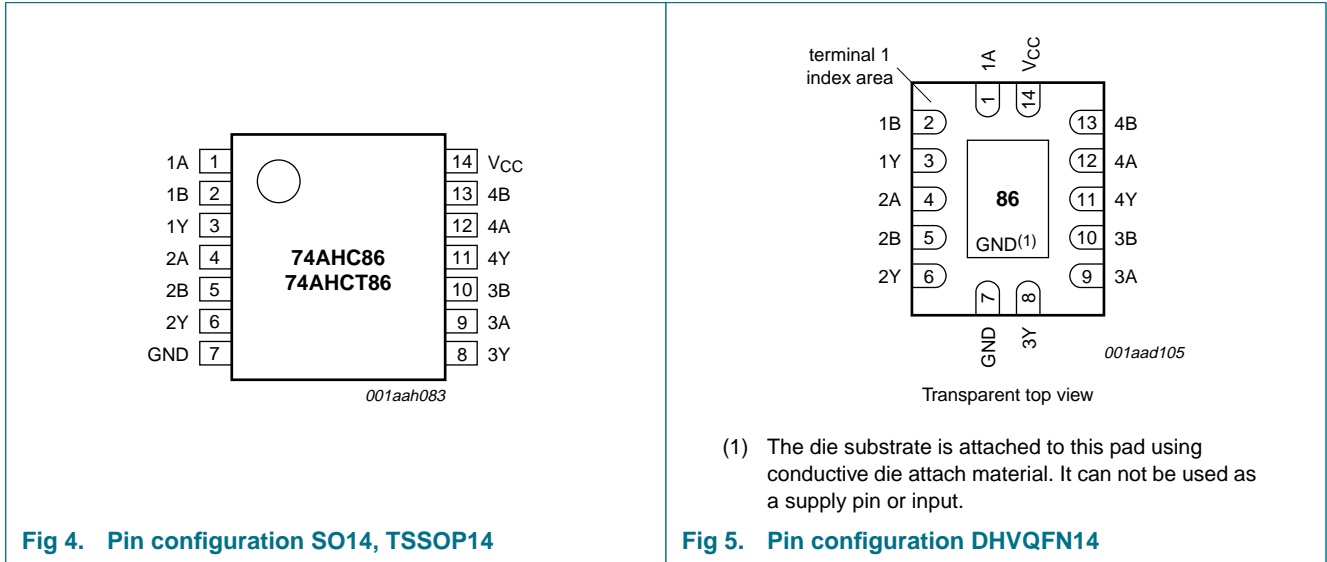 1A 1
1B 2
1Y 3
2A 4
2B 5
2Y 6
GND 7
74AHC86
74AHCT86
14 VCC
13 4B
12 4A
11 4Y
10 3B
9 3A
8 3Y
001aah083
Fig 4. Pin configuration SO14, TSSOP14
terminal 1
index area
1A
VCC
1
14
1B 2
1Y 3
2A 4
2B 5
2Y 6
86
GND(1)
13 4B
12 4A
11 4Y
10 3B
9 3A
7
8
GND
3Y
001aad105
Transparent top view
(1) The die substrate is attached to this pad using
conductive die attach material. It can not be used as
a supply pin or input.
Fig 5. Pin configuration DHVQFN14